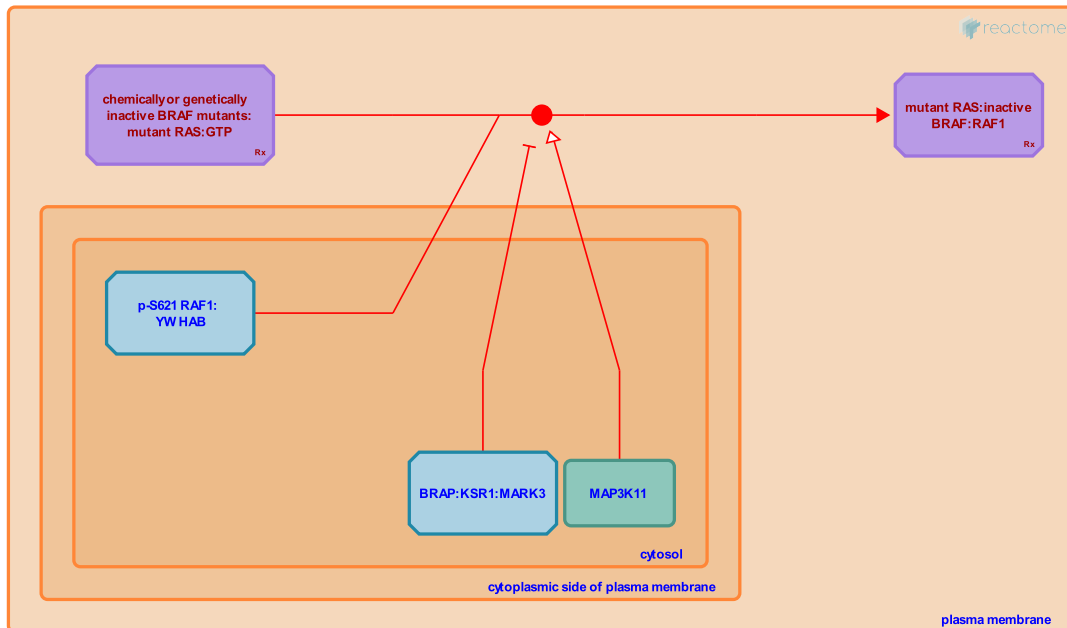 reactome
chemically or genetically
inactive BRAF mutants:
mutant RAS:GTP
Rx
mutant RAS:inactive
BRAF:RAF1
Rx
p-S621 RAF1:
YWHAB
BRAP:KSR1:MARK3
MAP3K11
cytosol
cytoplasmic side of plasma membrane
plasma membrane